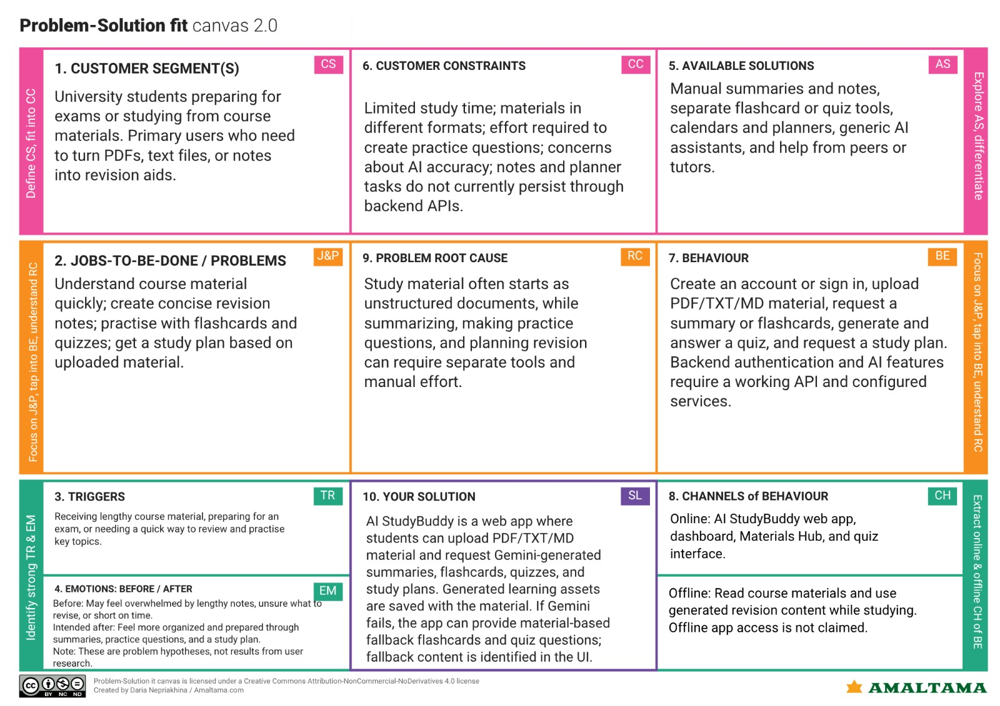 Problem-Solution fit canvas 2.0
Define CS, fit into CC
1. CUSTOMER SEGMENT(S)
CS
University students preparing for
exams or studying from course
materials. Primary users who need
to turn PDFs, text files, or notes
into revision aids.
6. CUSTOMER CONSTRAINTS
CC
Limited study time; materials in
different formats; effort required to
create practice questions; concerns
about AI accuracy; notes and planner
tasks do not currently persist through
backend APIs.
5. AVAILABLE SOLUTIONS
AS
Manual summaries and notes,
separate flashcard or quiz tools,
calendars and planners, generic AI
assistants, and help from peers or
tutors.
Explore AS, differentiate
Focus on J&P, tap into BE, understand RC
2. JOBS-TO-BE-DONE / PROBLEMS
J&P
Understand course material
quickly; create concise revision
notes; practise with flashcards and
quizzes; get a study plan based on
uploaded material.
9. PROBLEM ROOT CAUSE
RC
Study material often starts as
unstructured documents, while
summarizing, making practice
questions, and planning revision
can require separate tools and
manual effort.
7. BEHAVIOUR
BE
Create an account or sign in, upload
PDF/TXT/MD material, request a
summary or flashcards, generate and
answer a quiz, and request a study plan.
Backend authentication and AI features
require a working API and configured
services.
Focus on J&P, tap into BE, understand RC
Identify strong TR & EM
3. TRIGGERS
TR
Receiving lengthy course material, preparing for an
exam, or needing a quick way to review and practise
key topics.
4. EMOTIONS: BEFORE / AFTER
EM
Before: May feel overwhelmed by lengthy notes, unsure what to
revise, or short on time.
Intended after: Feel more organized and prepared through
summaries, practice questions, and a study plan.
Note: These are problem hypotheses, not results from user
research.
10. YOUR SOLUTION
SL
AI StudyBuddy is a web app where
students can upload PDF/TXT/MD
material and request Gemini-generated
summaries, flashcards, quizzes, and
study plans. Generated learning assets
are saved with the material. If Gemini
fails, the app can provide material-based
fallback flashcards and quiz questions;
fallback content is identified in the UI.
8. CHANNELS of BEHAVIOUR
CH
Online: AI StudyBuddy web app,
dashboard, Materials Hub, and quiz
interface.
Offline: Read course materials and use
generated revision content while studying.
Offline app access is not claimed.
Extract online & offline CH of BE
cc
BY NC ND
Problem-Solution it canvas is licensed under a Creative Commons Attribution-NonCommercial-NoDerivatives 4.0 license
Created by Daria Nepriakhina / Amaltama.com
AMALTAMA